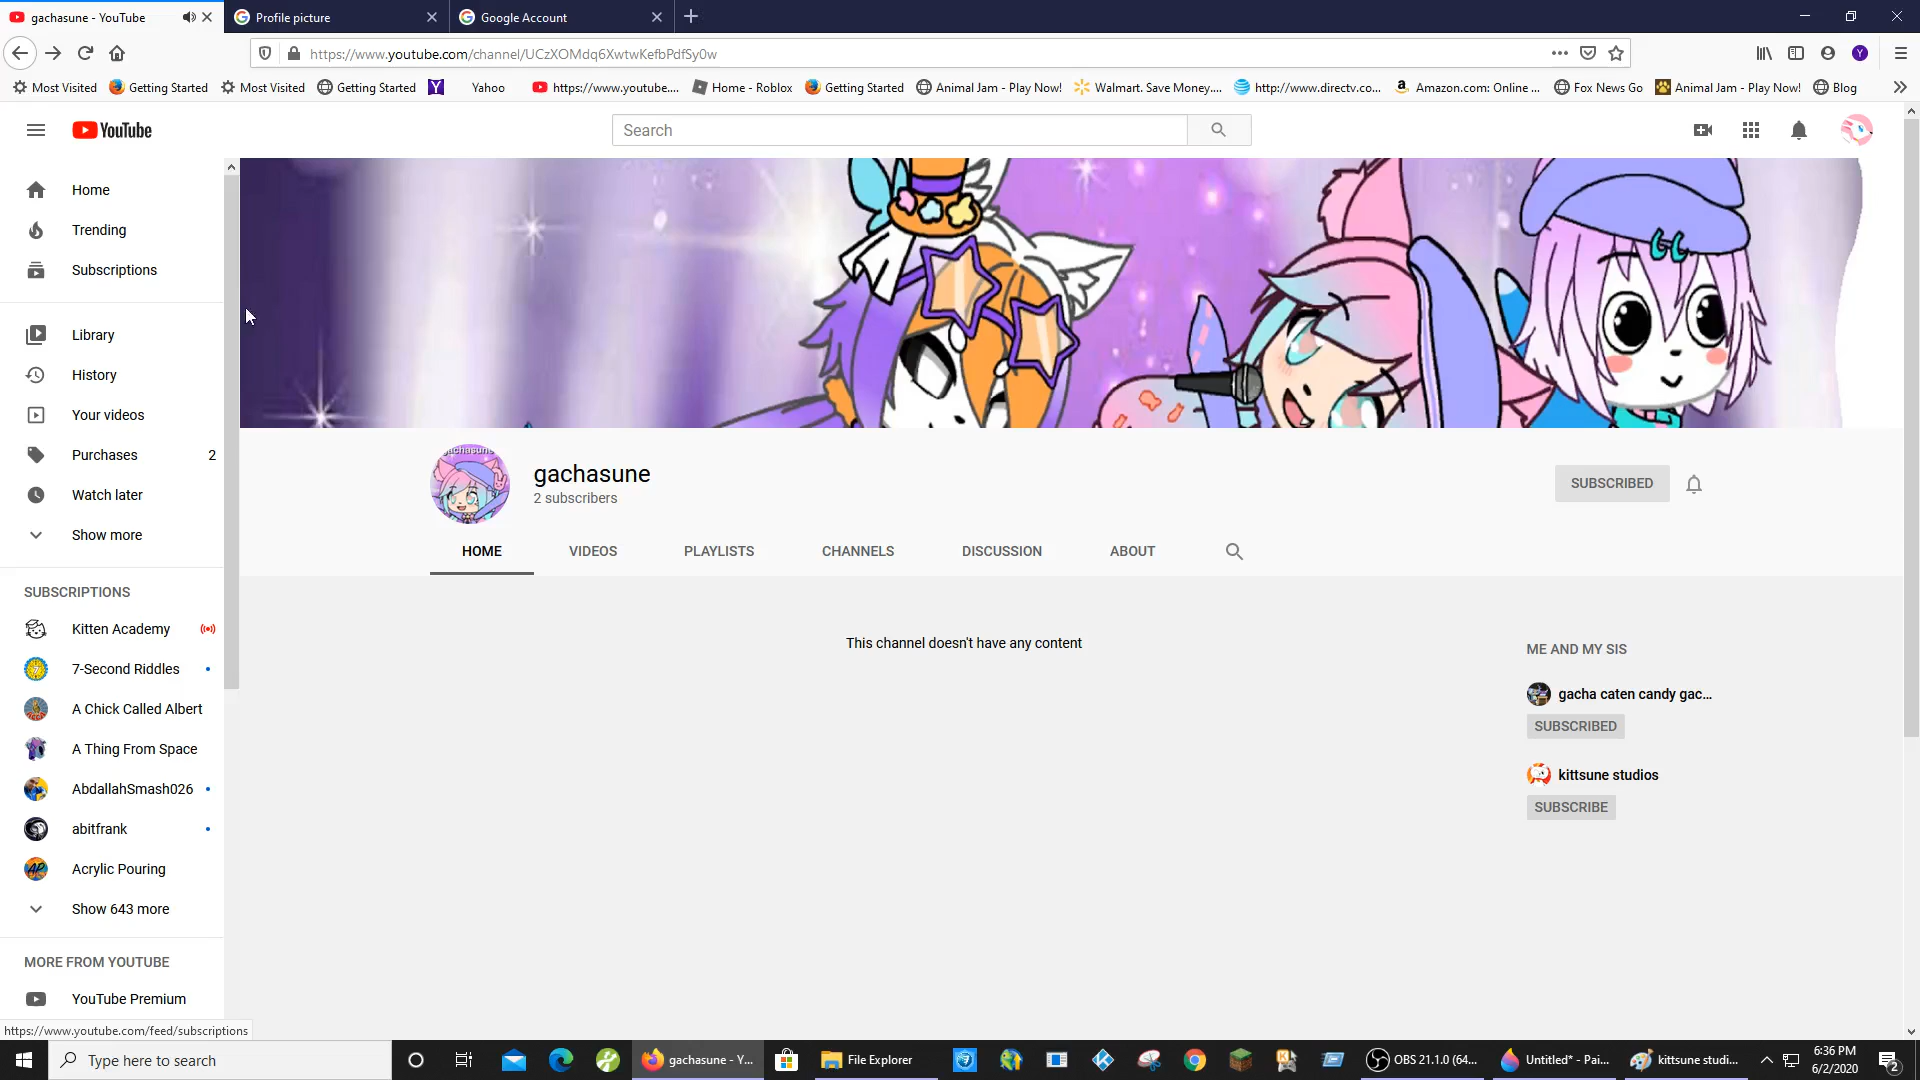 gachasune - YouTube
Profile picture
Google Account
https://www.youtube.com/channel/UCzXOMdq6XwtwKefbPdfSy0w
Most Visited
Getting Started
Most Visited
Getting Started
Yahoo
https://www.youtube....
Home - Roblox
Getting Started
Animal Jam - Play Now!
Walmart. Save Money,...
http://www.directv.co...
Amazon.com: Online ...
Fox News Go
Animal Jam - Play Now!
Blog
YouTube
Search
Home
Trending
Subscriptions
Library
History
Your videos
Purchases 2
Watch later
Show more
SUBSCRIPTIONS
Kitten Academy
7-Second Riddles
A Chick Called Albert
A Thing From Space
AbdallahSmash026
abitfrank
Acrylic Pouring
Show 643 more
MORE FROM YOUTUBE
YouTube Premium
https://www.youtube.com/feed/subscriptions
gachasune
gachasune
2 subscribers
SUBSCRIBED
HOME
VIDEOS
PLAYLISTS
CHANNELS
DISCUSSION
ABOUT
This channel doesn't have any content
ME AND MY SIS
gacha caten candy gac...
SUBSCRIBED
kittsune studios
SUBSCRIBE
Type here to search
gachasune - Y...
File Explorer
OBS 21.1.0 (64...
Untitled* - Pai...
kittsune studi...
6:36 PM
6/2/2020
2